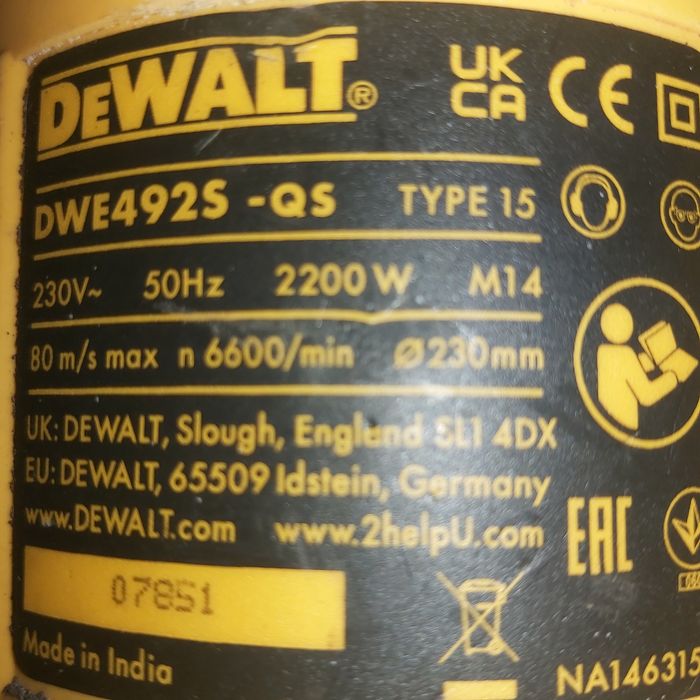 DEWALT®
UK CA CE
DWE492S -QS TYPE 15
230V~ 50Hz 2200W M14
80 m/s max n 6600/min Ø230mm
UK: DEWALT, Slough, England SL1 4DX
EU: DEWALT, 65509 Idstein, Germany
www.DEWALT.com www.2helpU.com
EAC
07851
Made in India
NA146315